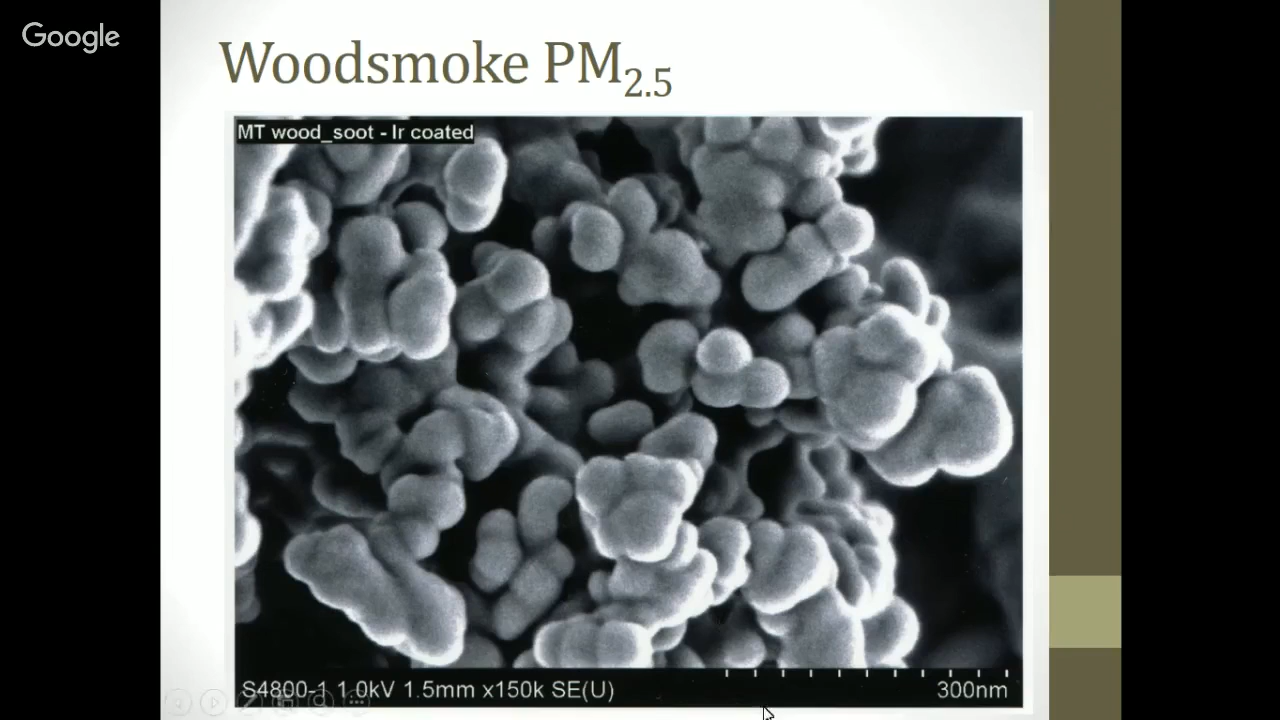 Google
Woodsmoke PM2.5
MT wood_soot - Ir coated
S4800-1 1.0kV 1.5mm x150k SE(U)
300nm